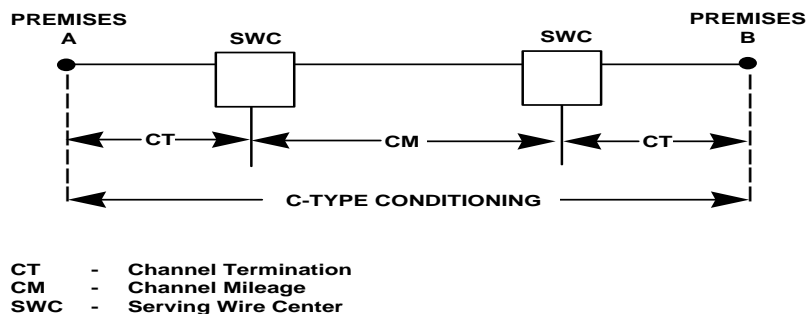 PREMISES
A
SWC
SWC
PREMISES
B
CT
CM
CT
C-TYPE CONDITIONING
CT - Channel Termination
CM - Channel Mileage
SWC - Serving Wire Center